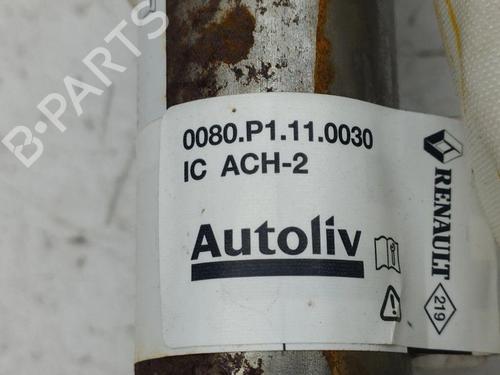 B-PARTS
0080.P1.11.0030
IC ACH-2
Autoliv
RENAULT
219